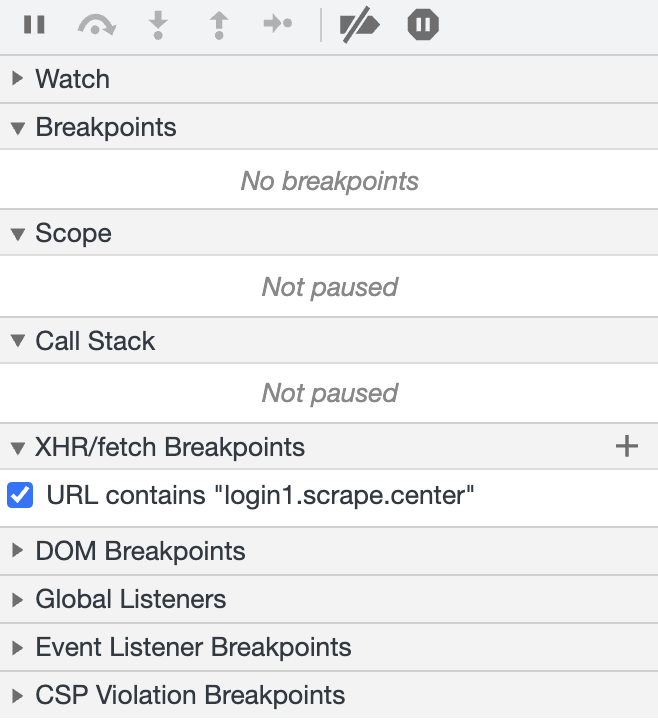 Watch
Breakpoints
No breakpoints
Scope
Not paused
Call Stack
Not paused
XHR/fetch Breakpoints
URL contains "login1.scrape.center"
DOM Breakpoints
Global Listeners
Event Listener Breakpoints
CSP Violation Breakpoints